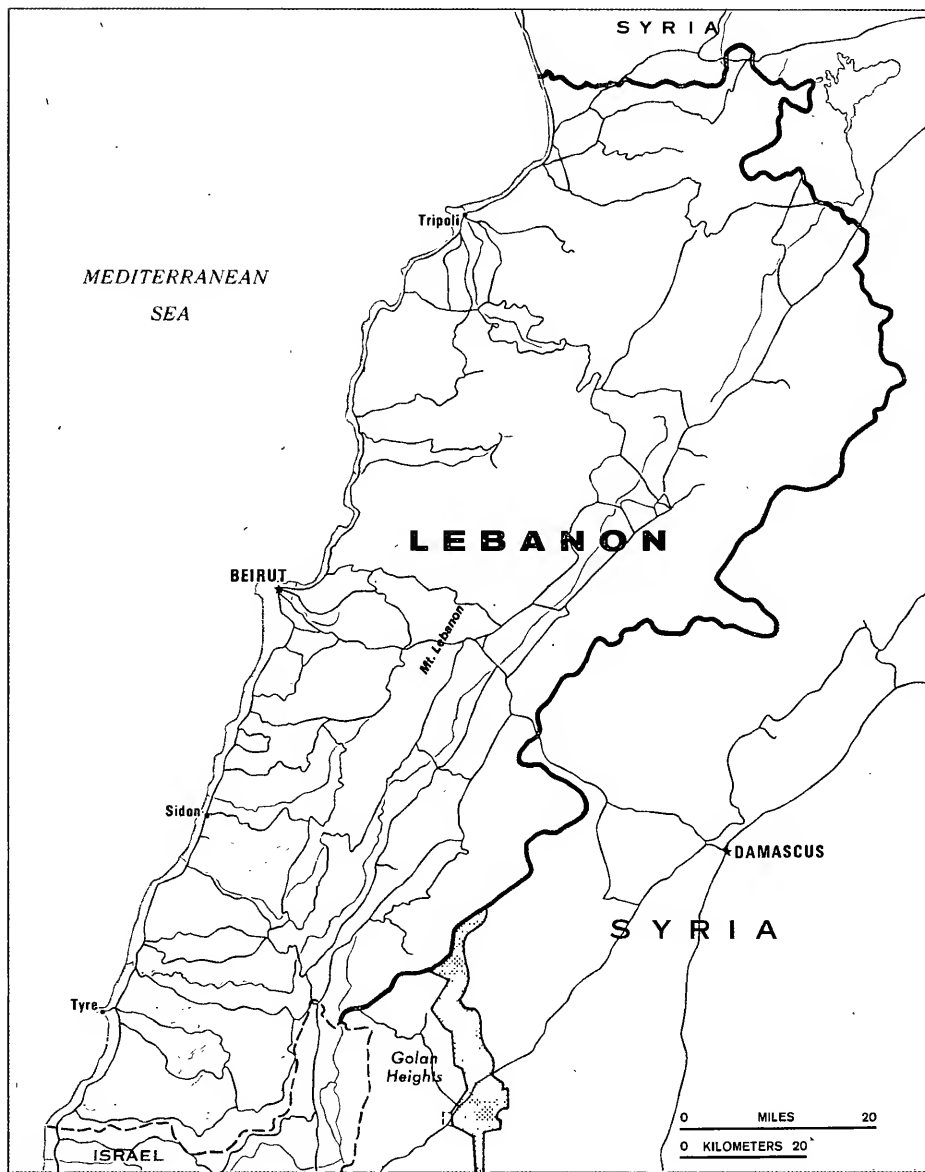 SYRIA
Tripoli
MEDITERRANEAN
SEA
LEBANON
BEIRUT
Mt. Lebanon
Sidon
DAMASCUS
SYRIA
Tyre
Golan
Heights
0 MILES 20
0 KILOMETERS 20
ISRAEL